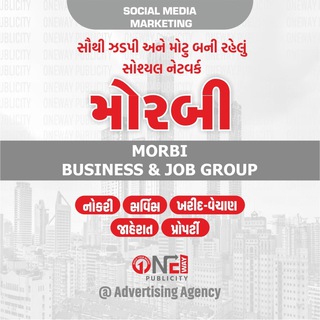 SOCIAL MEDIA
MARKETING
સૌથી ઝડપી અને મોટુ બની રહેલું
સોશ્યલ નેટવર્ક
મોરબી
MORBI
BUSINESS & JOB GROUP
નોકરી સર્વિસ ખરીદ-વેચાણ
જાહેરાત પ્રોપર્ટી
1 ONE WAY
PUBLICITY
@ Advertising Agency